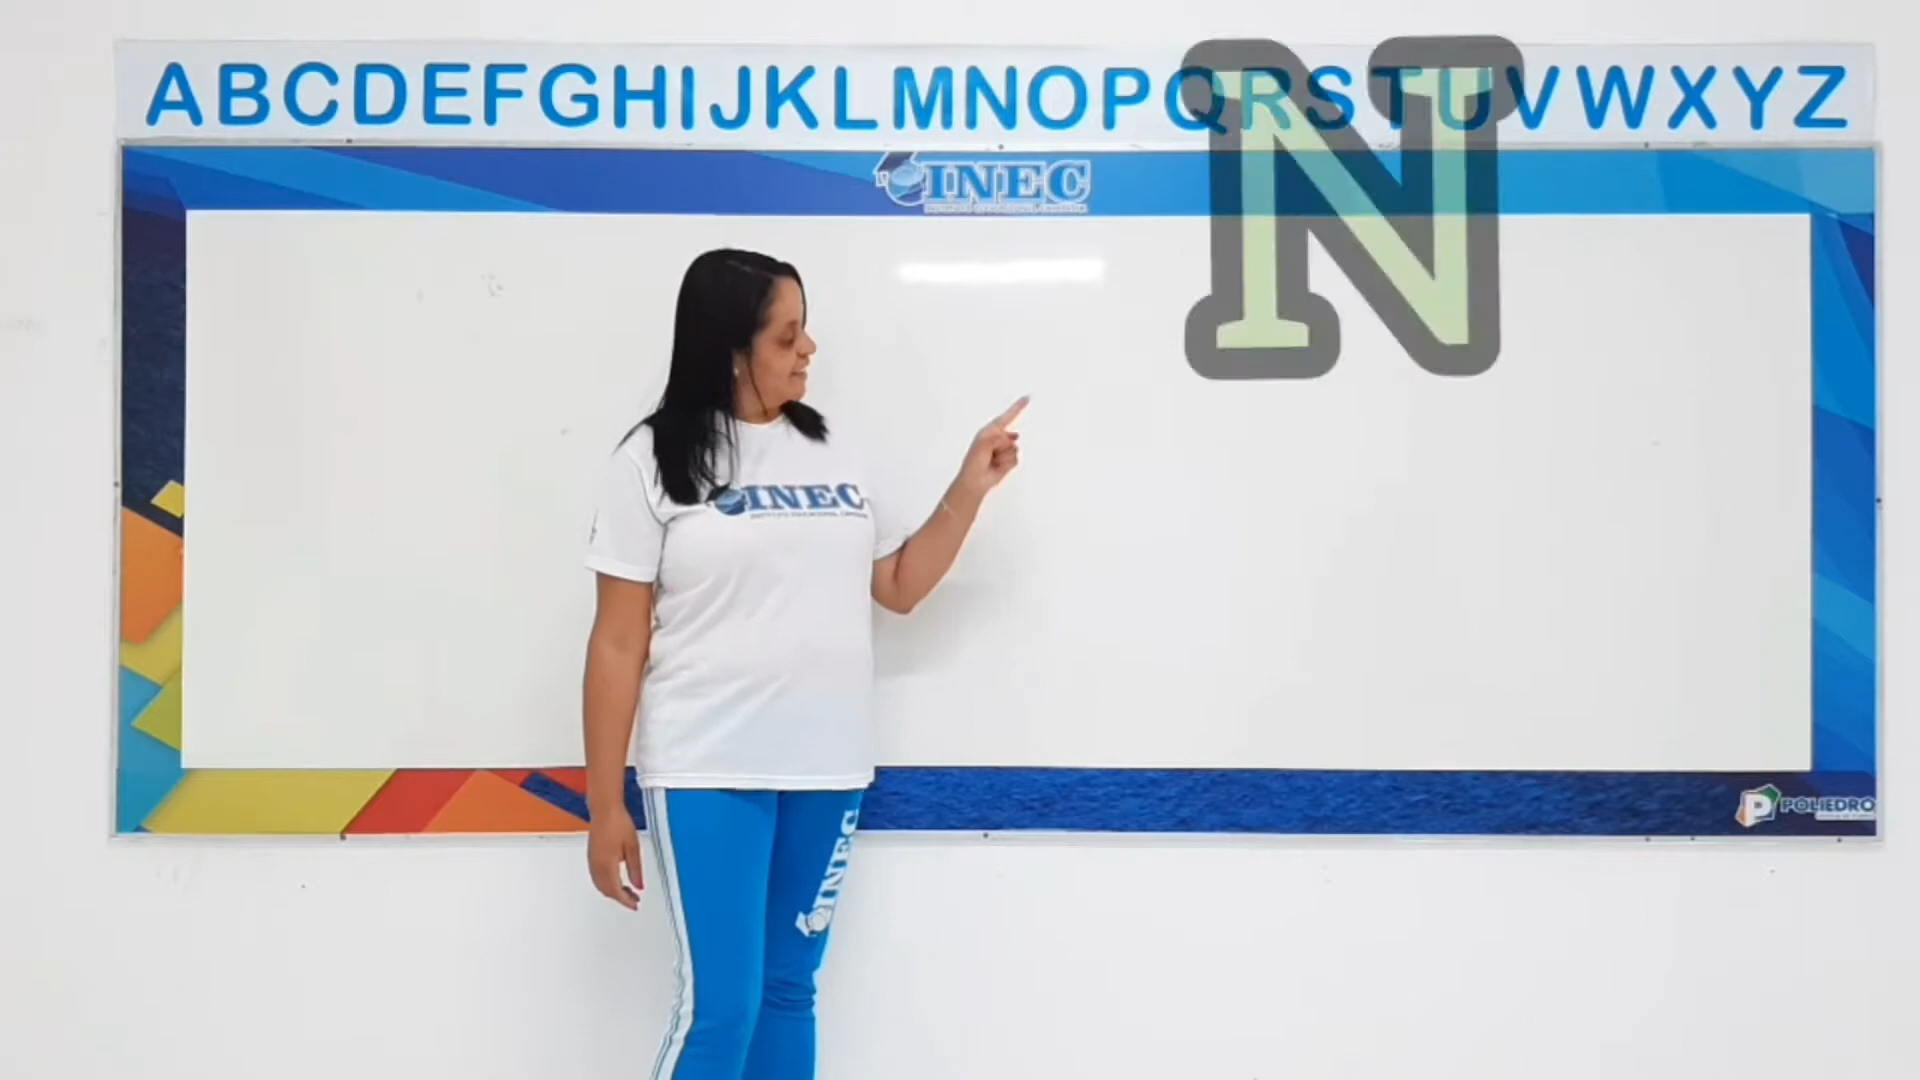 ABCDEFGHIJKLMNOPQRSTUVWXYZ
N
INEC
INEC
INEC
POLIEDRO